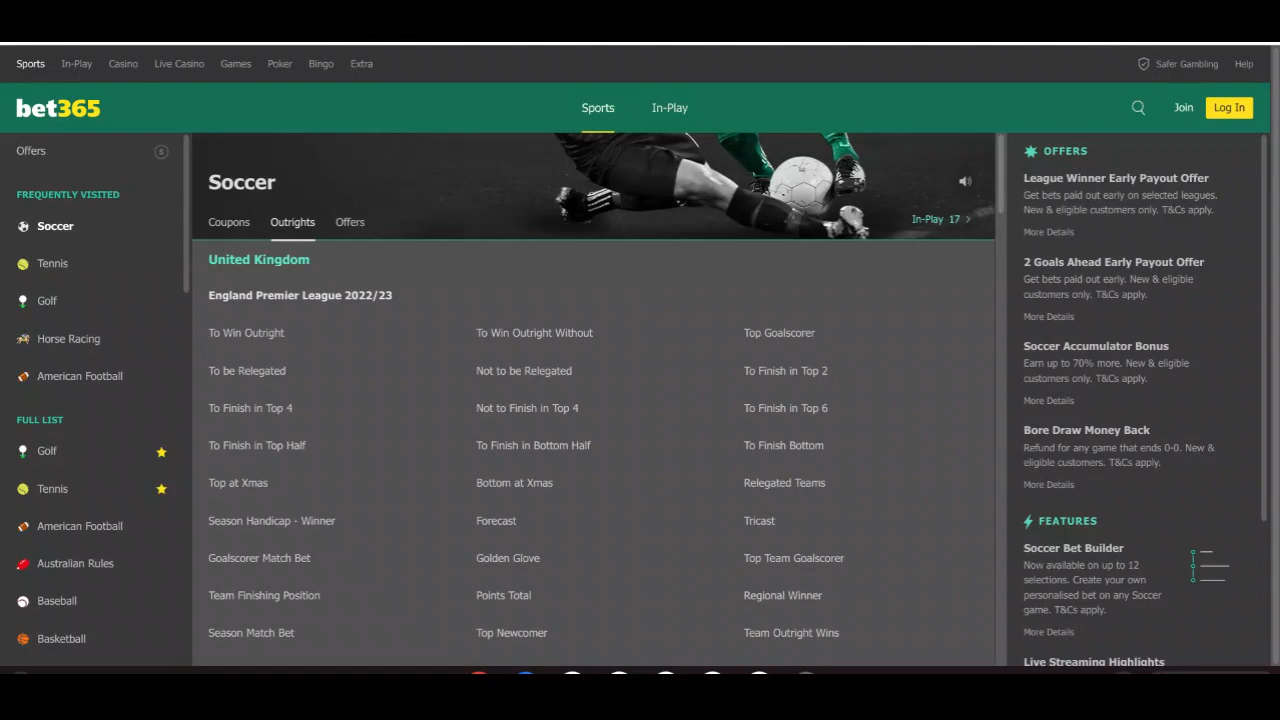 Sports In-Play Casino Live Casino Games Poker Bingo Extra Safer Gambling Help
bet365 Sports In-Play Join Log In
Offers
FREQUENTLY VISITED
Soccer
Tennis
Golf
Horse Racing
American Football
FULL LIST
Golf
Tennis
American Football
Australian Rules
Baseball
Basketball
Soccer
Coupons Outrights Offers
In-Play 17
United Kingdom
England Premier League 2022/23
To Win Outright To Win Outright Without Top Goalscorer
To be Relegated Not to be Relegated To Finish in Top 2
To Finish in Top 4 Not to Finish in Top 4 To Finish in Top 6
To Finish in Top Half To Finish in Bottom Half To Finish Bottom
Top at Xmas Bottom at Xmas Relegated Teams
Season Handicap - Winner Forecast Tricast
Goalscorer Match Bet Golden Glove Top Team Goalscorer
Team Finishing Position Points Total Regional Winner
Season Match Bet Top Newcomer Team Outright Wins
OFFERS
League Winner Early Payout Offer
Get bets paid out early on selected leagues.
New & eligible customers only. T&Cs apply.
More Details
2 Goals Ahead Early Payout Offer
Get bets paid out early. New & eligible
customers only. T&Cs apply.
More Details
Soccer Accumulator Bonus
Earn up to 70% more. New & eligible
customers only. T&Cs apply.
More Details
Bore Draw Money Back
Refund for any game that ends 0-0. New &
eligible customers. T&Cs apply.
More Details
FEATURES
Soccer Bet Builder
Now available on up to 12
selections. Create your own
personalised bet on any Soccer
game. T&Cs apply.
More Details
Live Streaming Highlights